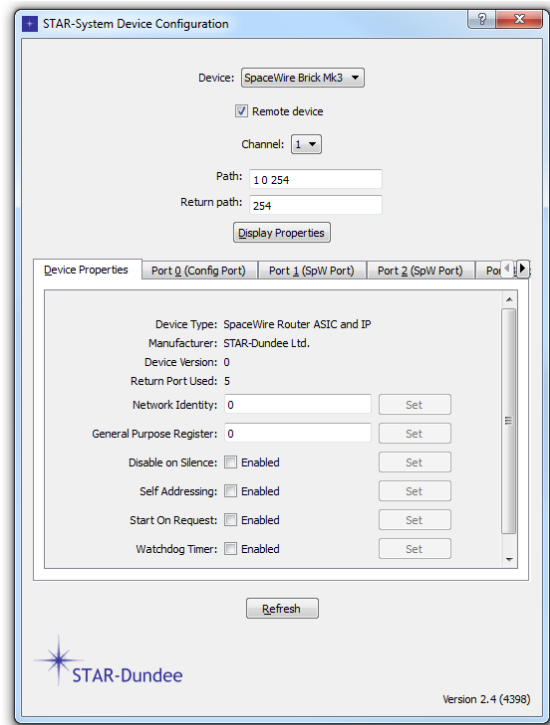 STAR-System Device Configuration
Device: SpaceWire Brick Mk3
Remote device
Channel: 1
Path: 1 0 254
Return path: 254
Display Properties
Device Properties Port 0 (Config Port) Port 1 (SpW Port) Port 2 (SpW Port)
Device Type: SpaceWire Router ASIC and IP
Manufacturer: STAR-Dundee Ltd.
Device Version: 0
Return Port Used: 5
Network Identity: 0 Set
General Purpose Register: 0 Set
Disable on Silence: Enabled Set
Self Addressing: Enabled Set
Start On Request: Enabled Set
Watchdog Timer: Enabled Set
Refresh
STAR-Dundee
Version 2.4 (4398)